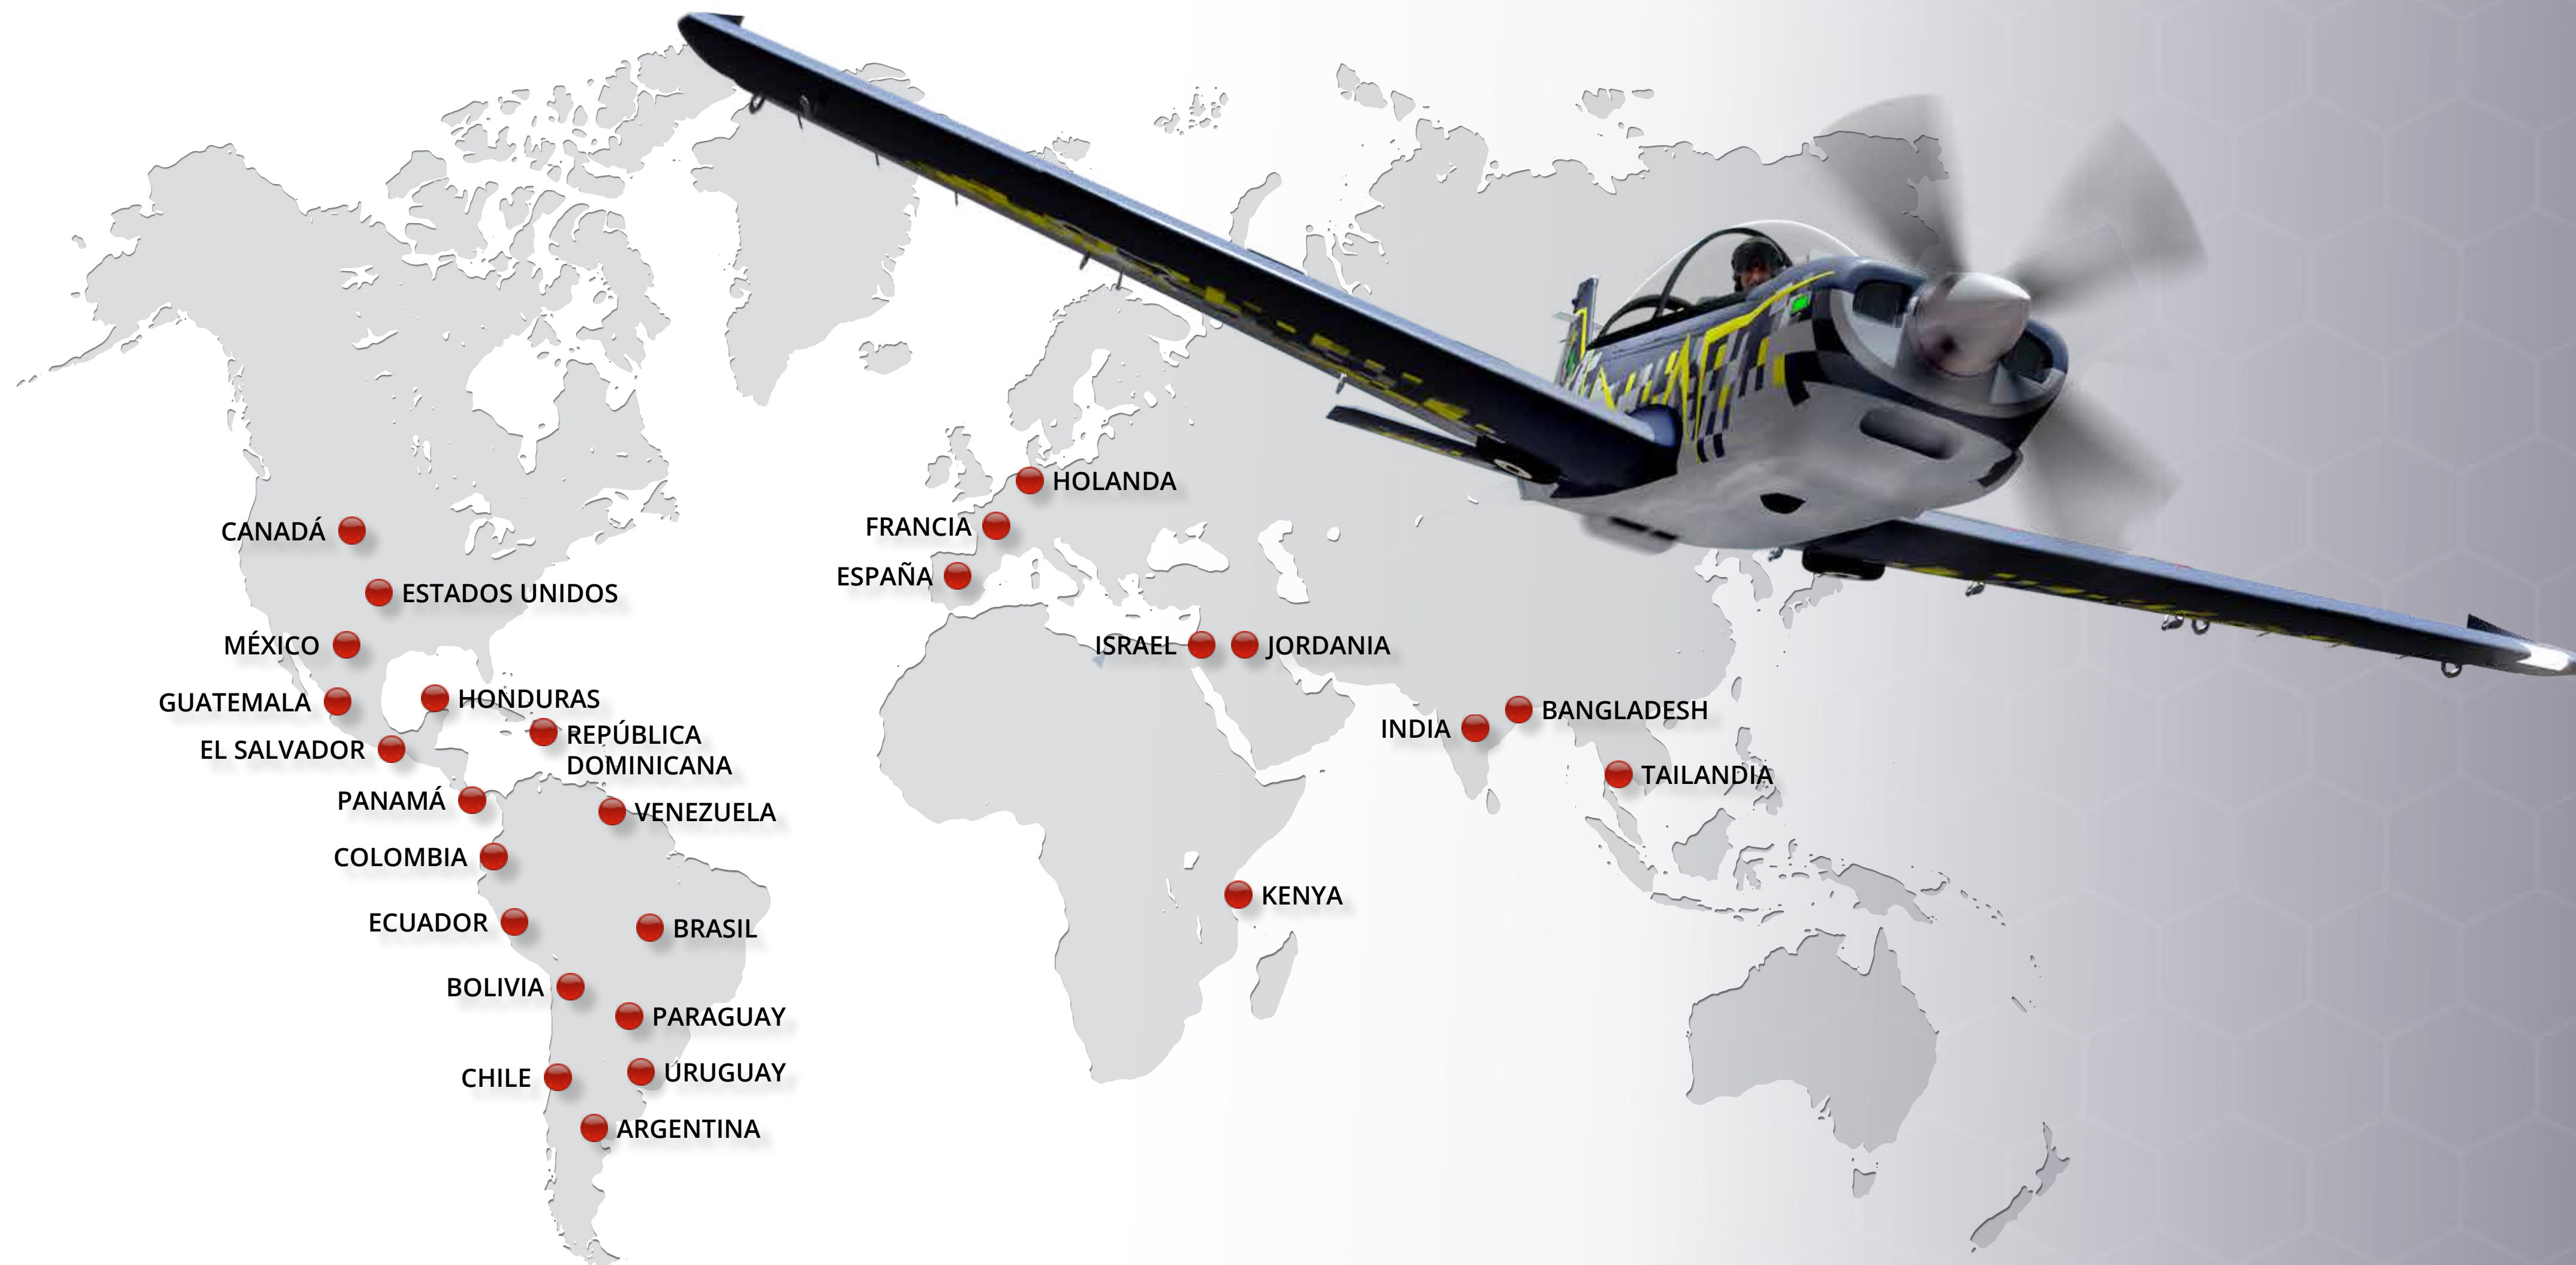 HOLANDA
FRANCIA
CANADÁ
ESPAÑA
ESTADOS UNIDOS
MÉXICO
ISRAEL
JORDANIA
GUATEMALA
HONDURAS
BANGLADESH
INDIA
REPÚBLICA
DOMINICANA
EL SALVADOR
TAILANDIA
PANAMÁ
VENEZUELA
COLOMBIA
KENYA
ECUADOR
BRASIL
BOLIVIA
PARAGUAY
CHILE
URUGUAY
ARGENTINA